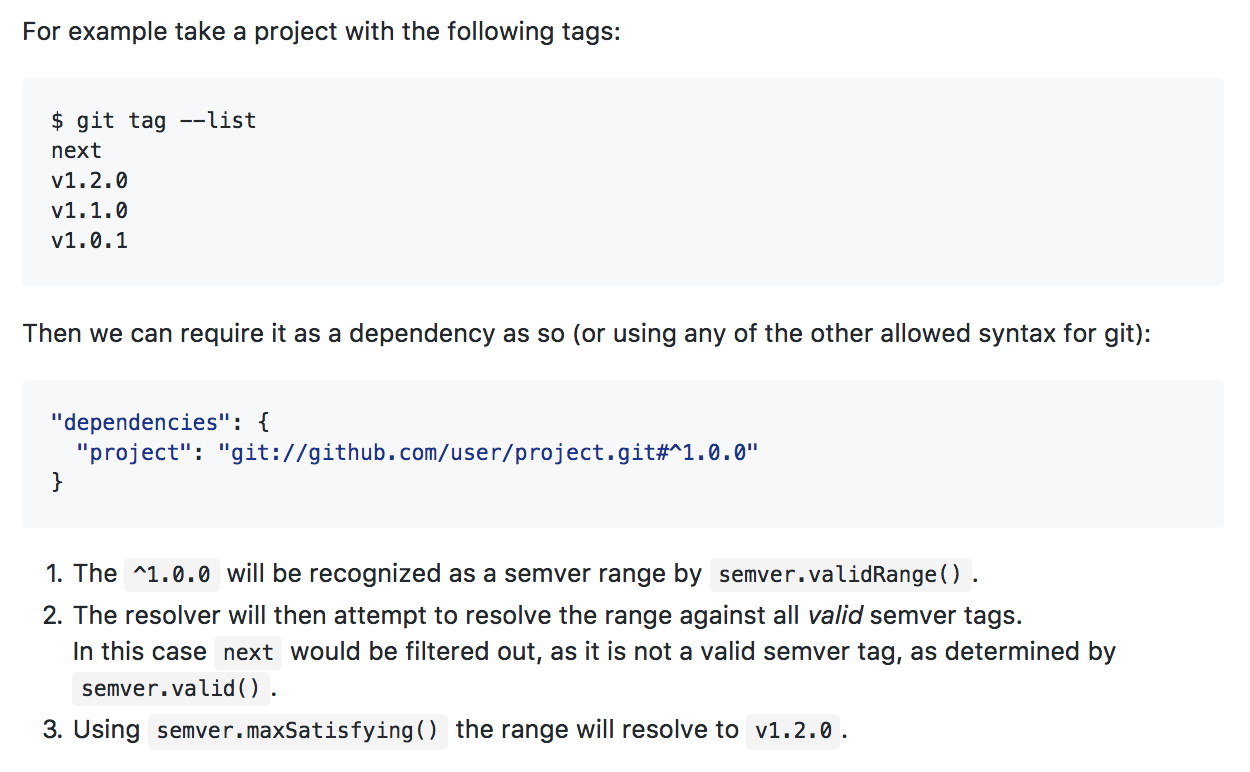 For example take a project with the following tags:
$ git tag --list
next
v1.2.0
v1.1.0
v1.0.1
Then we can require it as a dependency as so (or using any of the other allowed syntax for git):
"dependencies": {
  "project": "git://github.com/user/project.git#^1.0.0"
}
1. The ^1.0.0 will be recognized as a semver range by semver.validRange() .
2. The resolver will then attempt to resolve the range against all valid semver tags.
In this case next would be filtered out, as it is not a valid semver tag, as determined by
semver.valid() .
3. Using semver.maxSatisfying() the range will resolve to v1.2.0 .